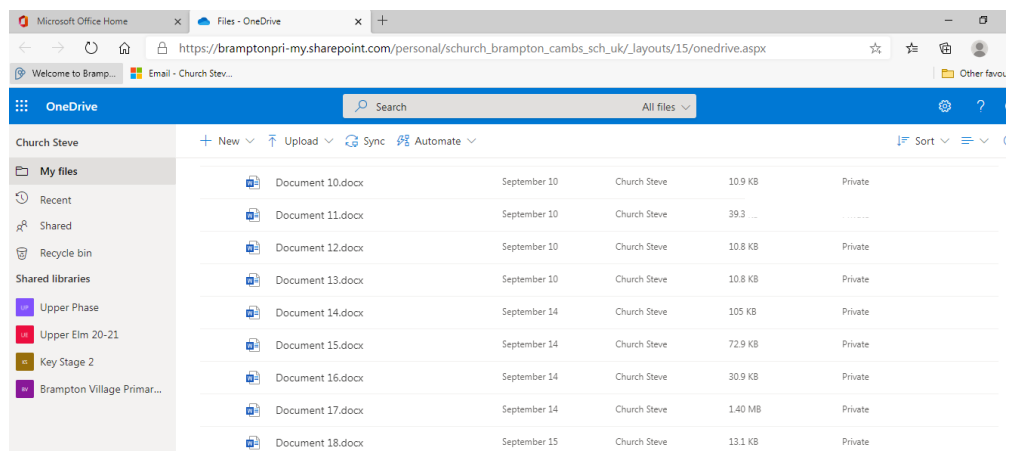 Microsoft Office Home
Files - OneDrive
https://bramptonpri-my.sharepoint.com/personal/schurch_brampton_cambs_sch_uk/_layouts/15/onedrive.aspx
Welcome to Bramp... Email - Church Stev... Other favou
OneDrive Search All files ?
Church Steve New Upload Sync Automate Sort
My files
Recent
Shared
Recycle bin
Shared libraries
UP Upper Phase
UE Upper Elm 20-21
Key Stage 2
BV Brampton Village Primar...
Document 10.docx September 10 Church Steve 10.9 KB Private
Document 11.docx September 10 Church Steve 39.3
Document 12.docx September 10 Church Steve 10.8 KB Private
Document 13.docx September 10 Church Steve 10.8 KB Private
Document 14.docx September 14 Church Steve 105 KB Private
Document 15.docx September 14 Church Steve 72.9 KB Private
Document 16.docx September 14 Church Steve 30.9 KB Private
Document 17.docx September 14 Church Steve 1.40 MB Private
Document 18.docx September 15 Church Steve 13.1 KB Private